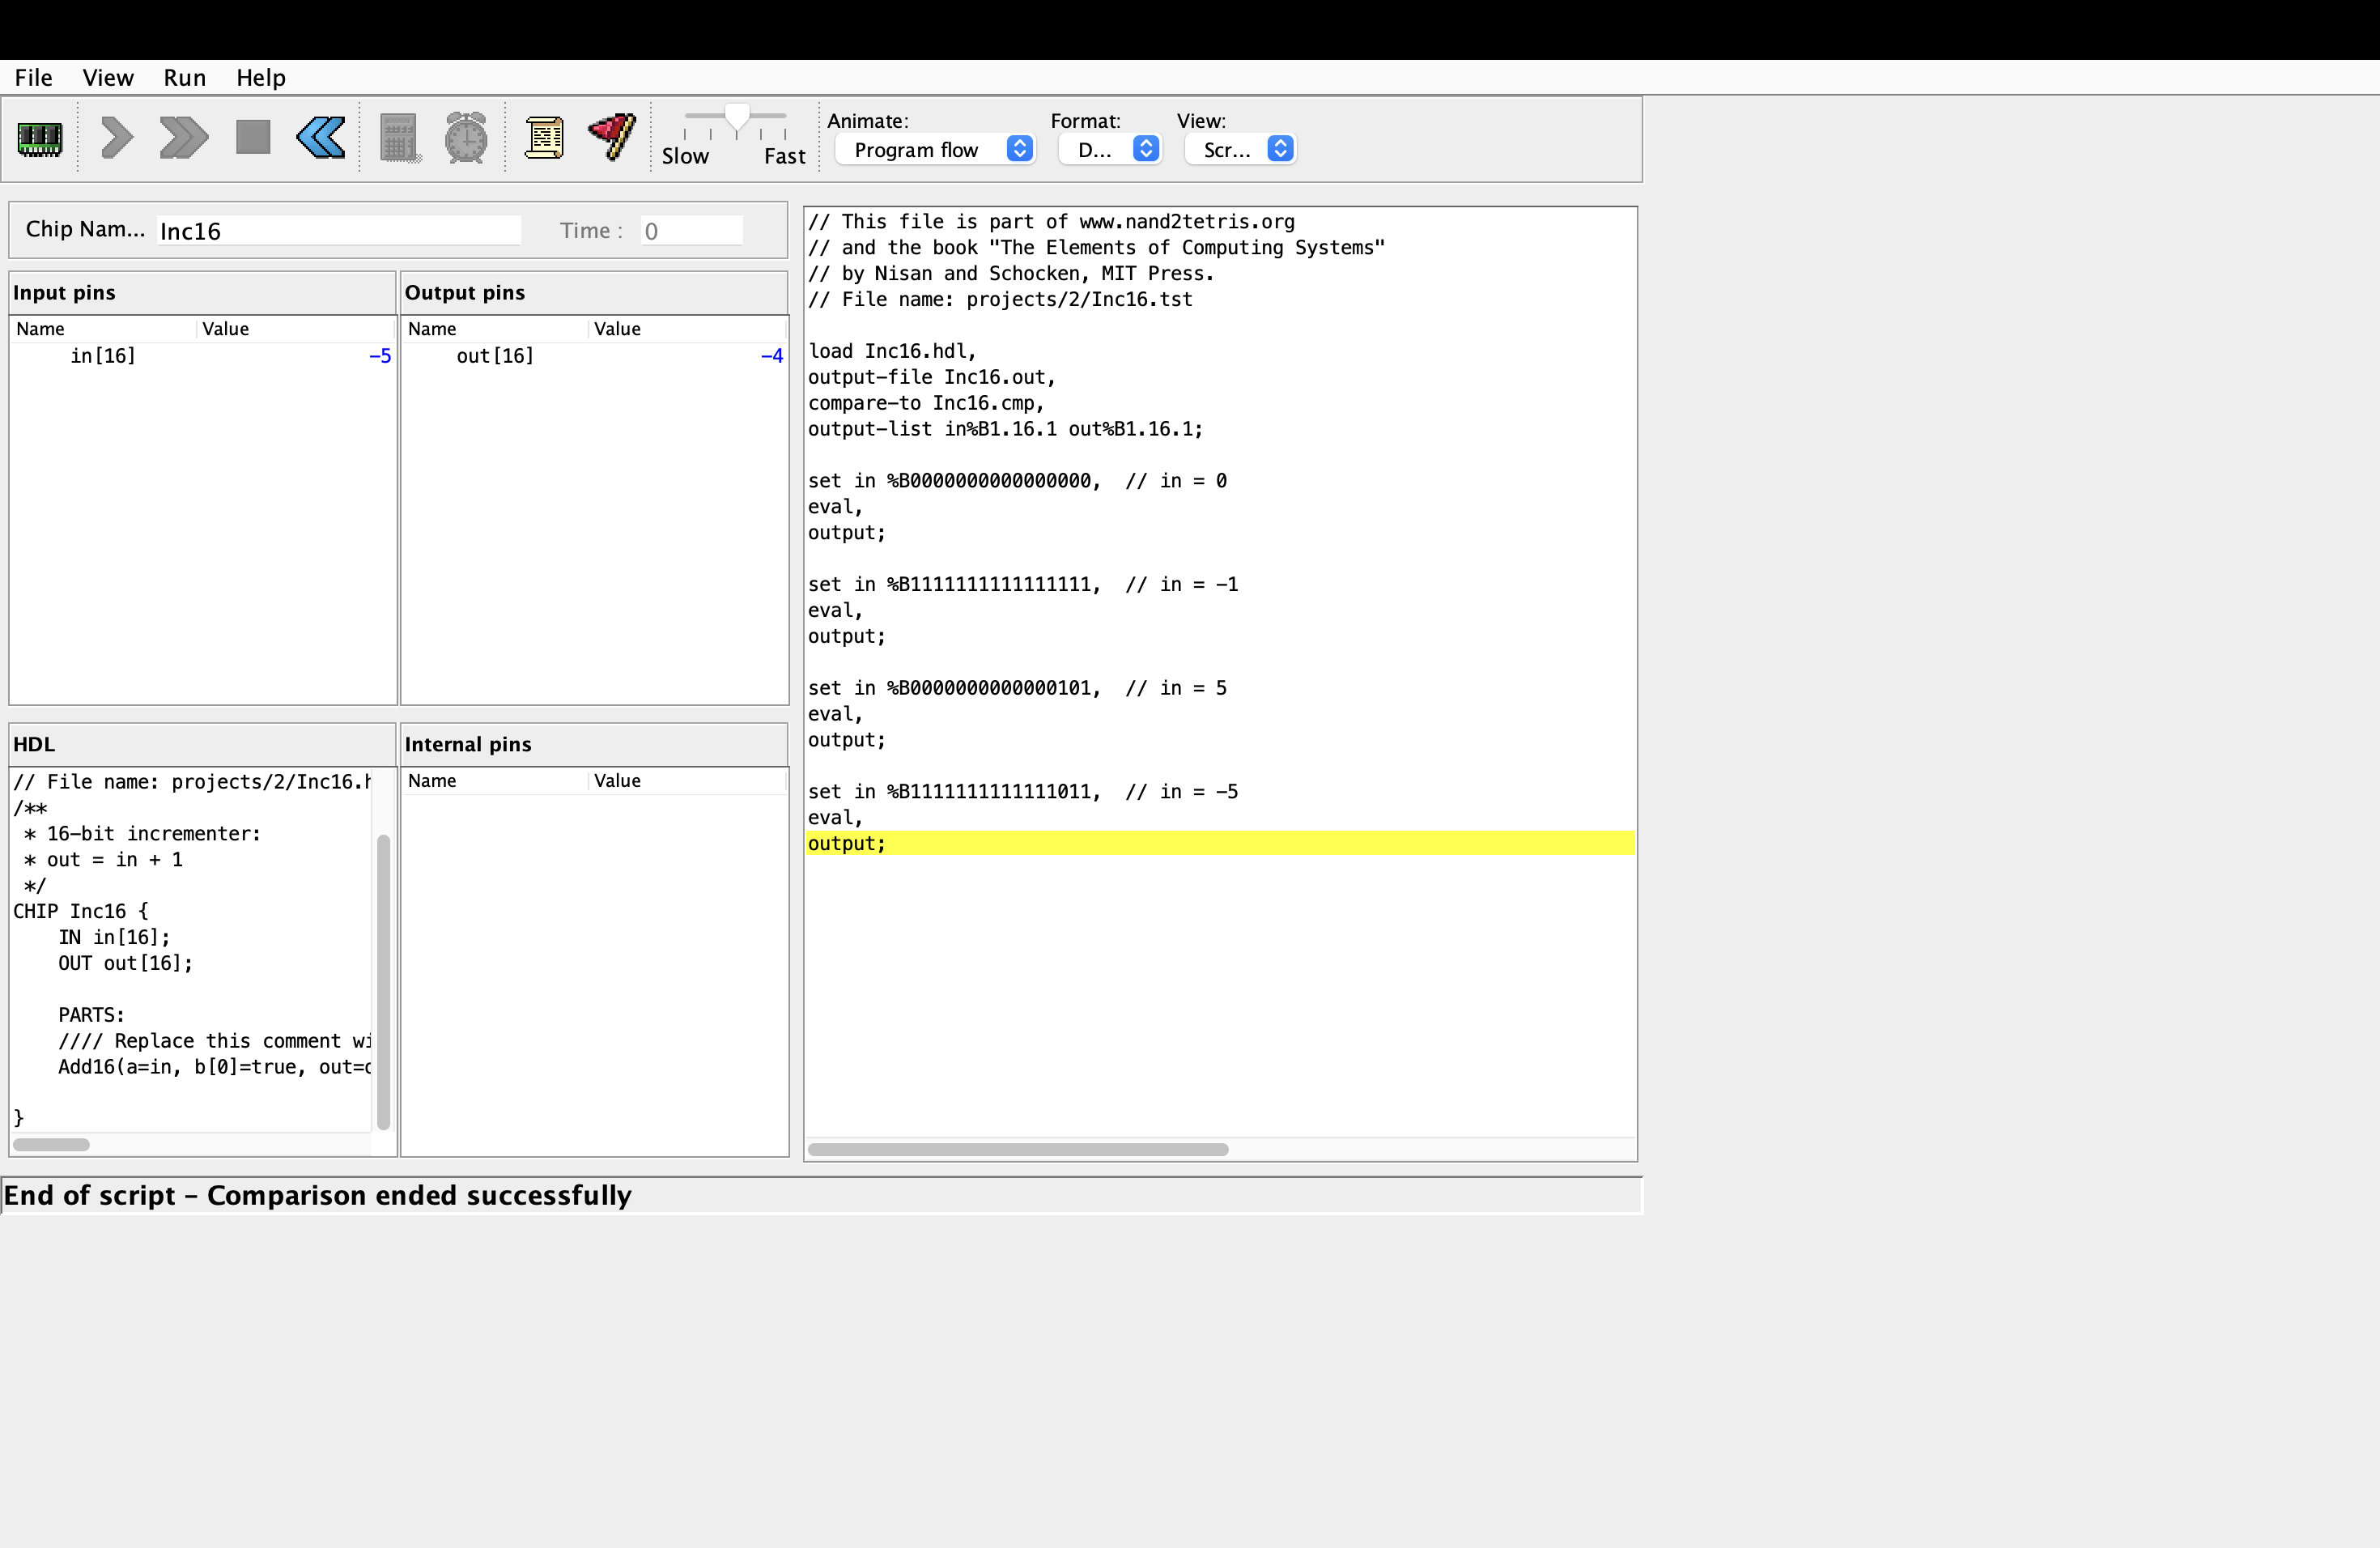 File View Run Help
Animate: Format: View:
Slow Fast Program flow D... Scr...
Chip Nam... Inc16 Time : 0
Input pins Output pins
Name Value Name Value
in[16] -5 out[16] -4
HDL Internal pins
Name Value
// File name: projects/2/Inc16.h
/**
 * 16-bit incrementer:
 * out = in + 1
 */
CHIP Inc16 {
    IN in[16];
    OUT out[16];
    PARTS:
    //// Replace this comment wi
    Add16(a=in, b[0]=true, out=o
}
// This file is part of www.nand2tetris.org
// and the book "The Elements of Computing Systems"
// by Nisan and Schocken, MIT Press.
// File name: projects/2/Inc16.tst
load Inc16.hdl,
output-file Inc16.out,
compare-to Inc16.cmp,
output-list in%B1.16.1 out%B1.16.1;
set in %B0000000000000000,  // in = 0
eval,
output;
set in %B1111111111111111,  // in = -1
eval,
output;
set in %B0000000000000101,  // in = 5
eval,
output;
set in %B1111111111111011,  // in = -5
eval,
output;
End of script - Comparison ended successfully